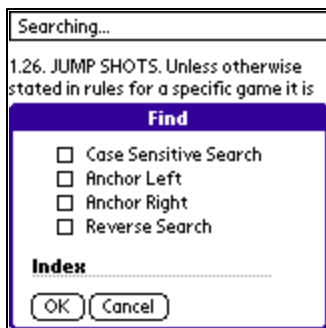 Searching...
1.26. JUMP SHOTS. Unless otherwise
stated in rules for a specific game it is
Find
Case Sensitive Search
Anchor Left
Anchor Right
Reverse Search
Index
OK Cancel